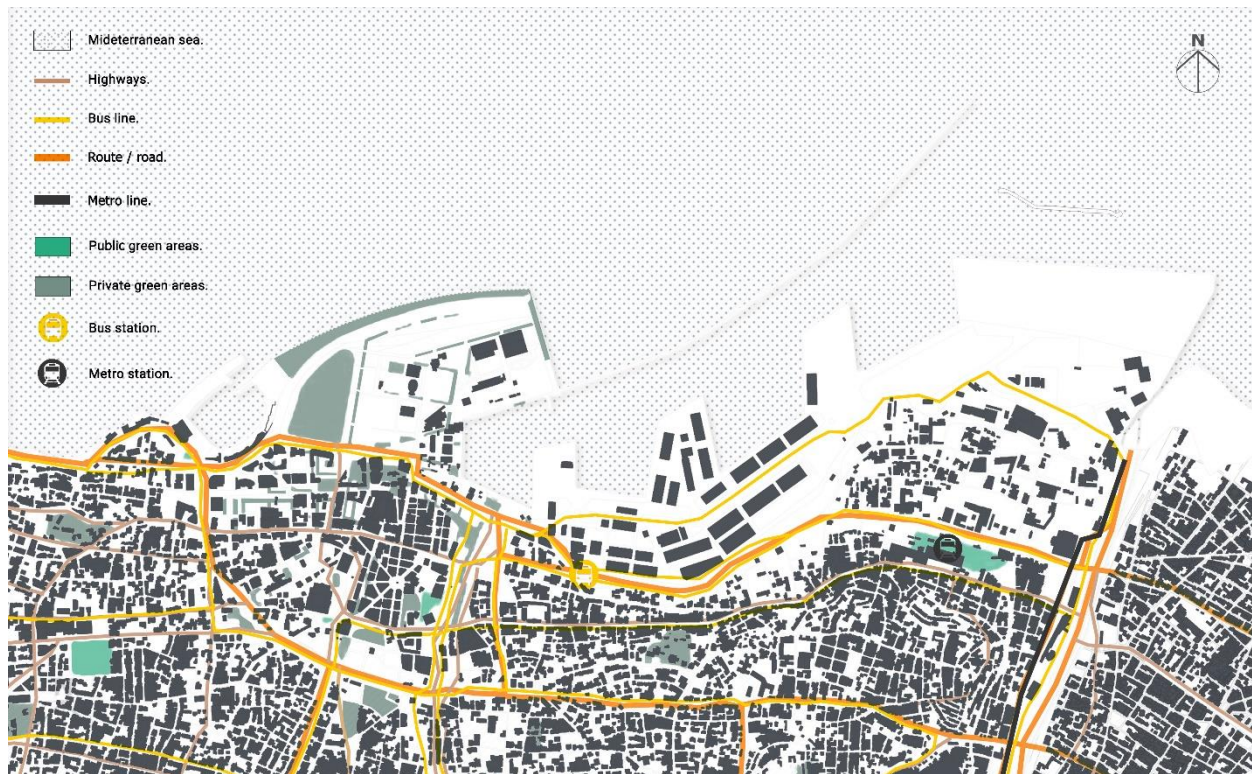 Mideterranean sea.
N
Highways.
Bus line.
Route / road.
Metro line.
Public green areas.
Private green areas.
Bus station.
Metro station.